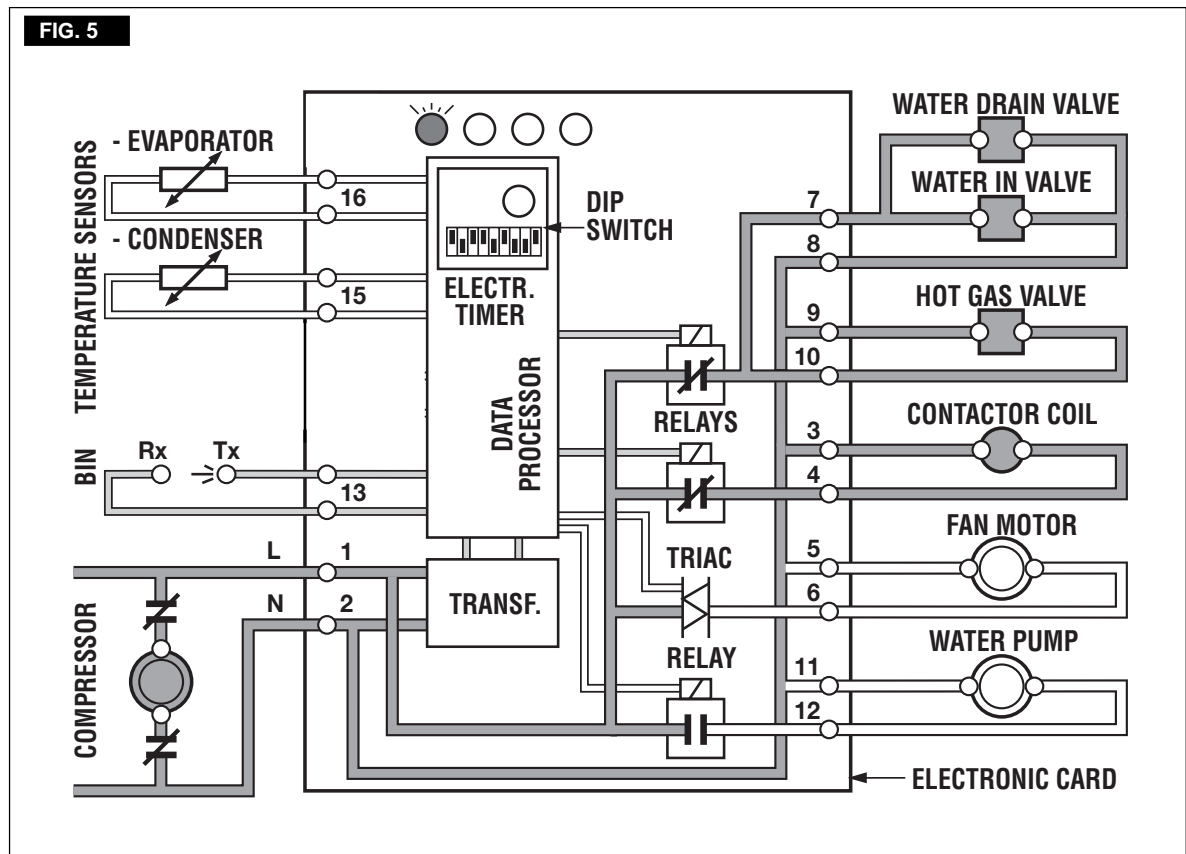 FIG. 5
WATER DRAIN VALVE
- EVAPORATOR
TEMPERATURE SENSORS
16
DIP
SWITCH
7
WATER IN VALVE
- CONDENSER
8
15
ELECTR.
TIMER
HOT GAS VALVE
9
10
DATA
PROCESSOR
RELAYS
CONTACTOR COIL
3
BIN
Rx
Tx
13
4
FAN MOTOR
L
1
TRIAC
5
N
2
TRANSF.
6
COMPRESSOR
RELAY
WATER PUMP
11
12
ELECTRONIC CARD